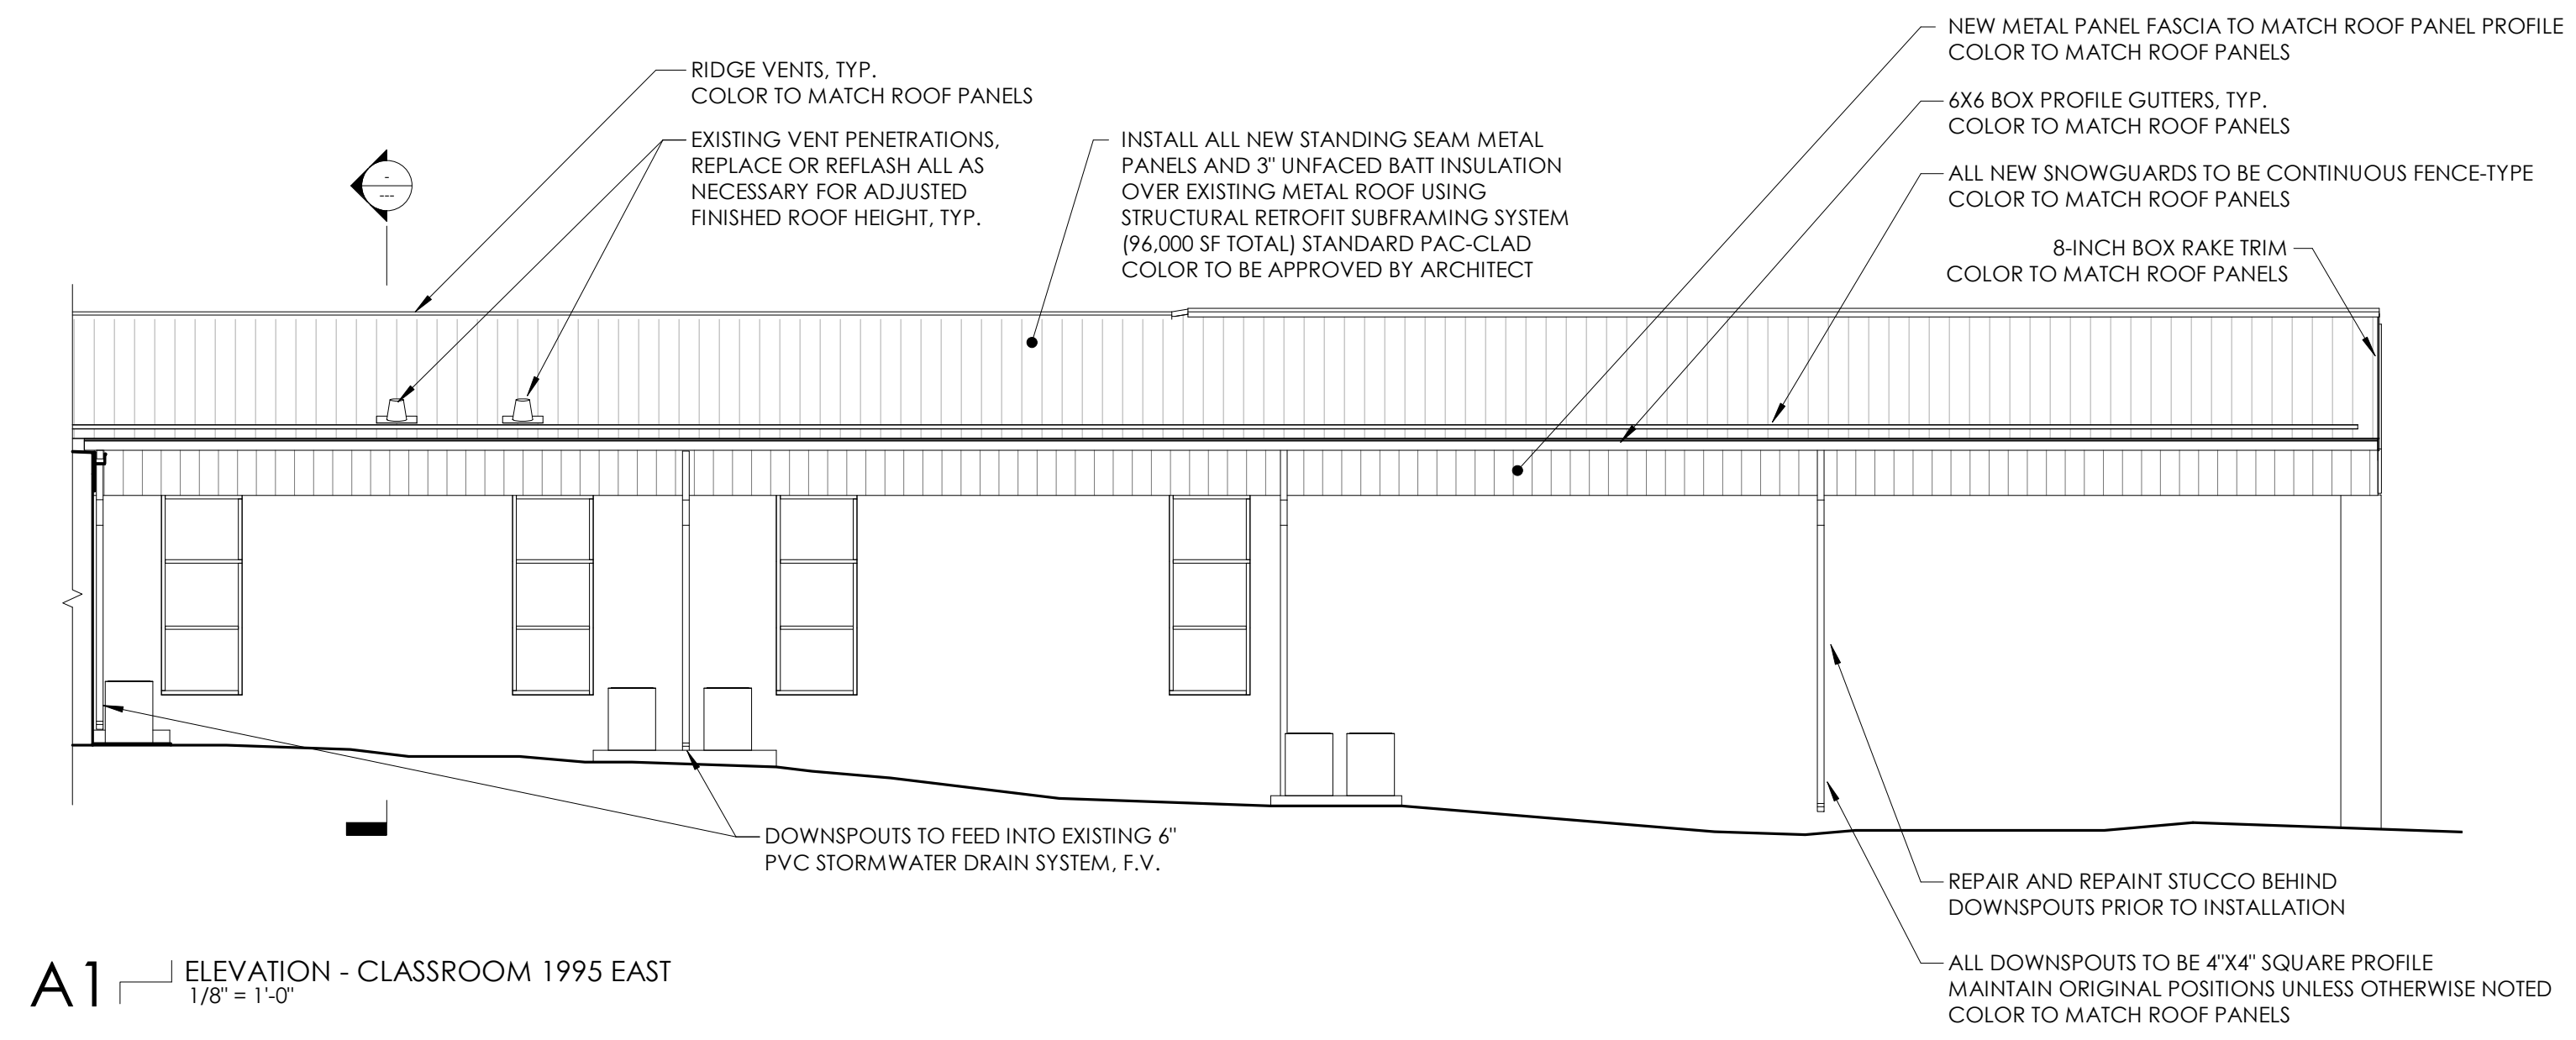 RIDGE VENTS, TYP.
COLOR TO MATCH ROOF PANELS
EXISTING VENT PENETRATIONS,
REPLACE OR REFLASH ALL AS
NECESSARY FOR ADJUSTED
FINISHED ROOF HEIGHT, TYP.
INSTALL ALL NEW STANDING SEAM METAL
PANELS AND 3" UNFACED BATT INSULATION
OVER EXISTING METAL ROOF USING
STRUCTURAL RETROFIT SUBFRAMING SYSTEM
(96,000 SF TOTAL) STANDARD PAC-CLAD
COLOR TO BE APPROVED BY ARCHITECT
NEW METAL PANEL FASCIA TO MATCH ROOF PANEL PROFILE
COLOR TO MATCH ROOF PANELS
6X6 BOX PROFILE GUTTERS, TYP.
COLOR TO MATCH ROOF PANELS
ALL NEW SNOWGUARDS TO BE CONTINUOUS FENCE-TYPE
COLOR TO MATCH ROOF PANELS
8-INCH BOX RAKE TRIM
COLOR TO MATCH ROOF PANELS
-
---
DOWNSPOUTS TO FEED INTO EXISTING 6"
PVC STORMWATER DRAIN SYSTEM, F.V.
REPAIR AND REPAINT STUCCO BEHIND
DOWNSPOUTS PRIOR TO INSTALLATION
ALL DOWNSPOUTS TO BE 4"X4" SQUARE PROFILE
MAINTAIN ORIGINAL POSITIONS UNLESS OTHERWISE NOTED
COLOR TO MATCH ROOF PANELS
A1
ELEVATION - CLASSROOM 1995 EAST
1/8" = 1'-0"